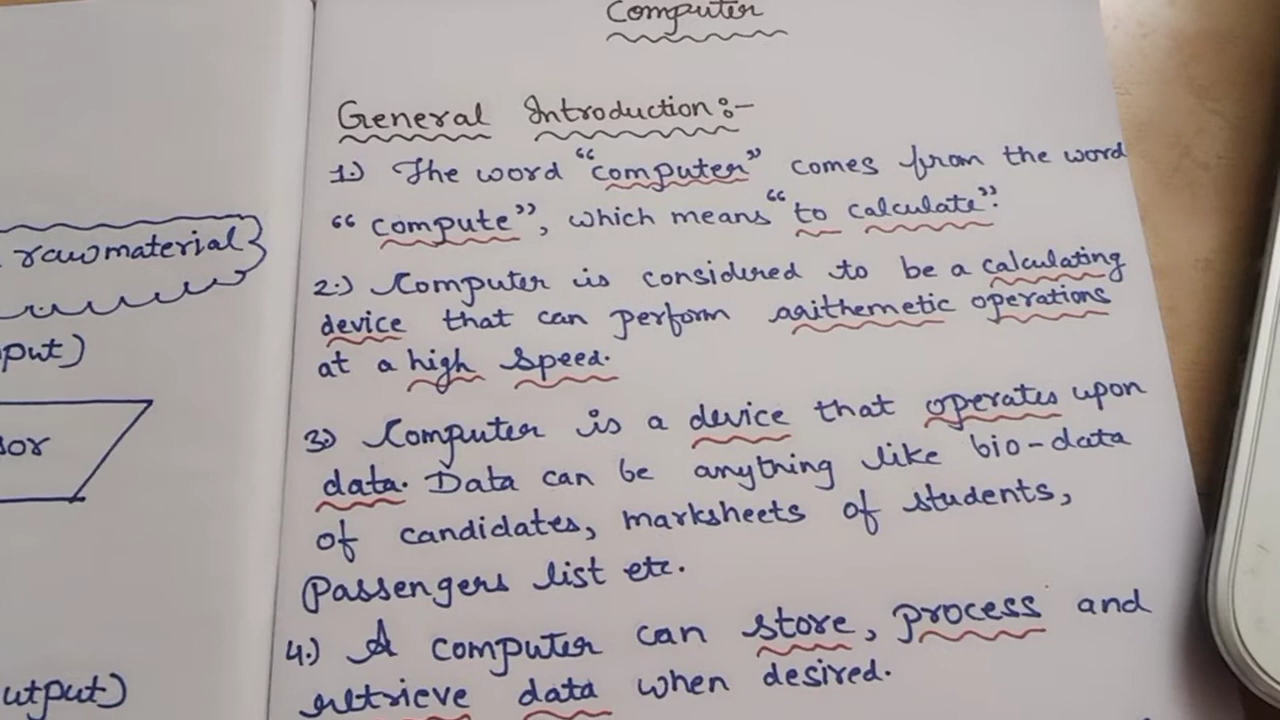 raw material
put)
sor
utput)
Computer
General Introduction:-
1.) The word "computer" comes from the word
"compute", which means "to calculate".
2.) Computer is considered to be a calculating
device that can perform arithemetic operations
at a high speed.
3.) Computer is a device that operates upon
data. Data can be anything like bio-data
of candidates, marksheets of students,
Passengers list etc.
4.) A computer can store, process and
retrieve data when desired.